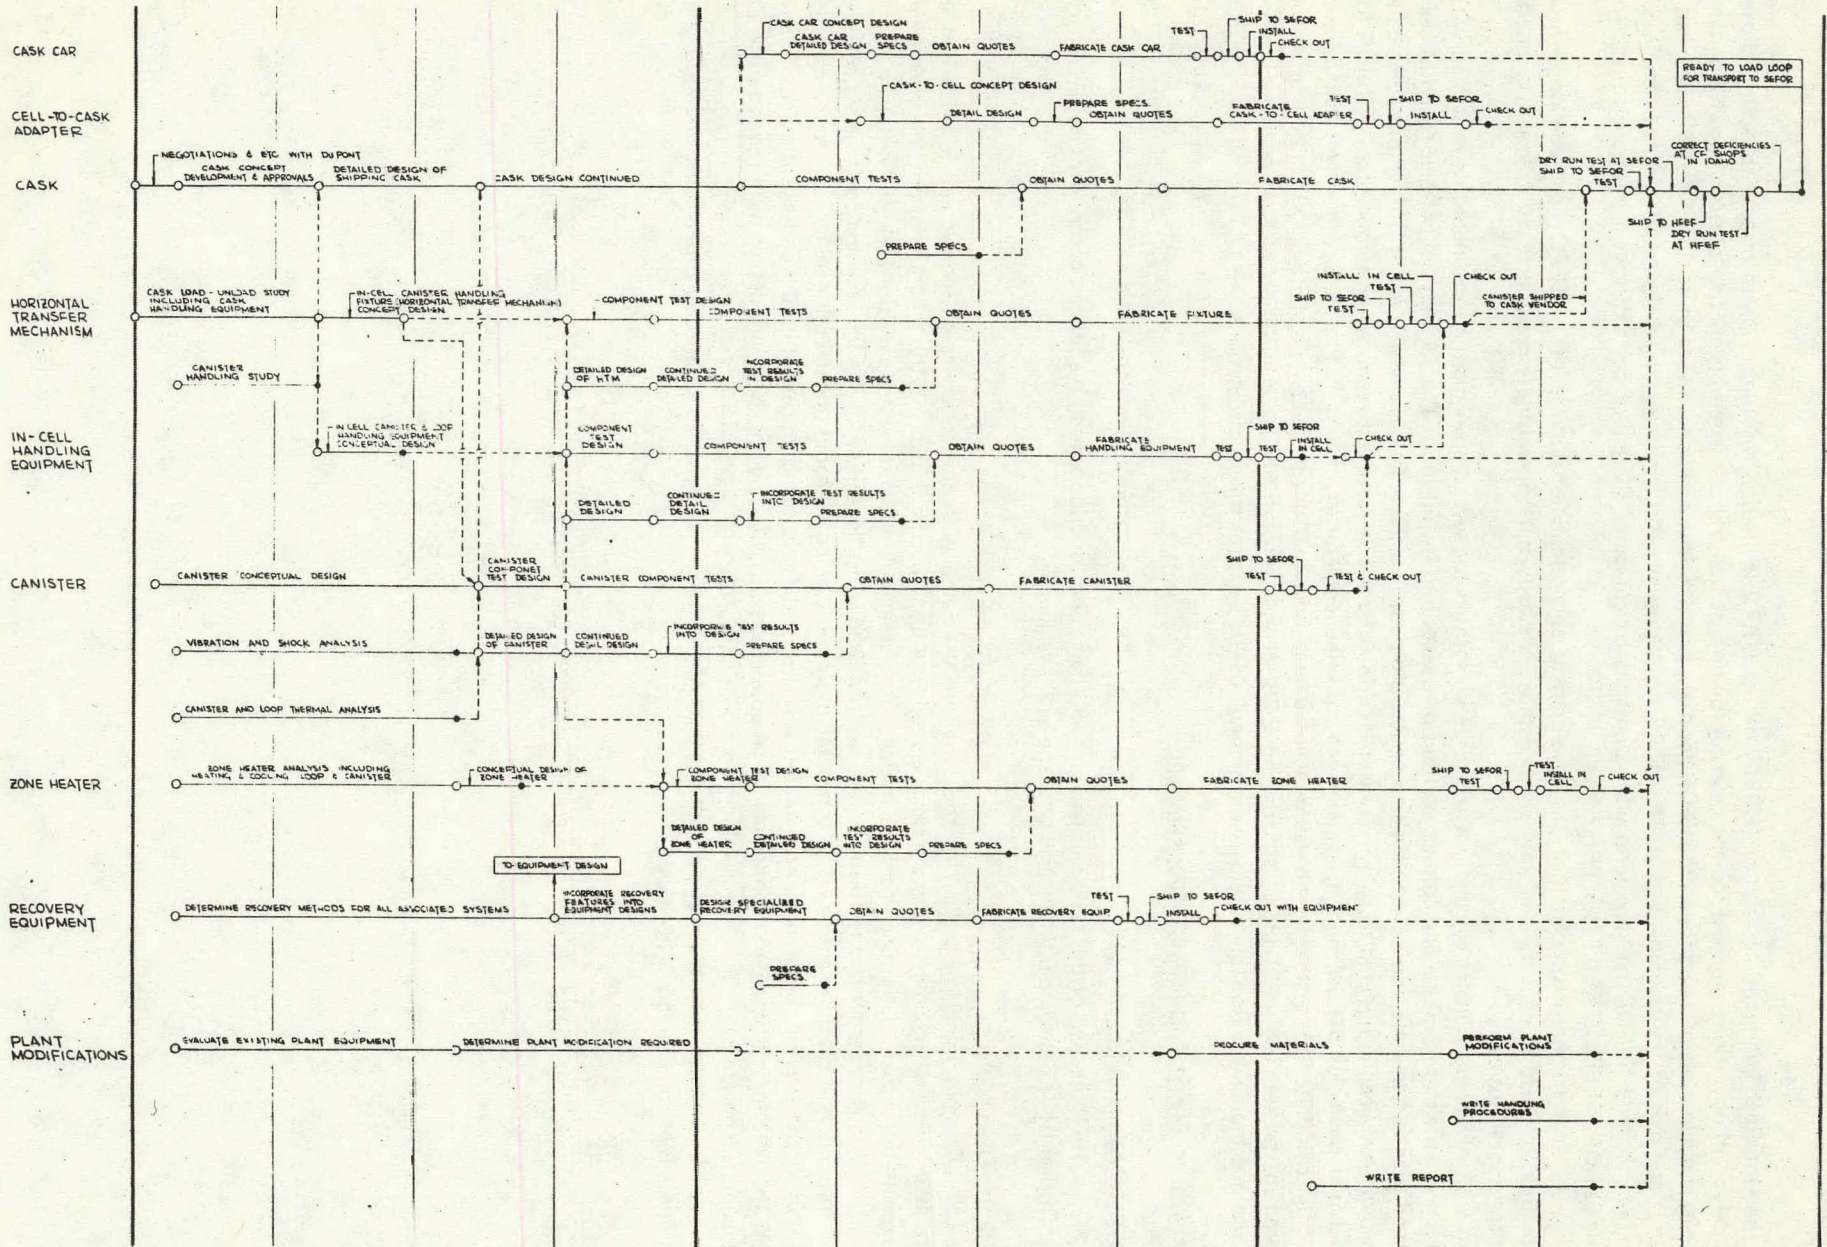 CASK CAR
CASK CAR CONCEPT DESIGN
CASK CAR
DETAILED DESIGN
PREPARE
SPECS
OBTAIN QUOTES
FABRICATE CASK CAR
TEST
SHIP TO SEFOR
INSTALL
CHECK OUT
READY TO LOAD LOOP
FOR TRANSPORT TO SEFOR
CELL-TO-CASK
ADAPTER
CASK-TO-CELL CONCEPT DESIGN
DETAIL DESIGN
PREPARE SPECS.
OBTAIN QUOTES
FABRICATE
CASK-TO-CELL ADAPTER
TEST
SHIP TO SEFOR
INSTALL
CHECK OUT
CASK
NEGOTIATIONS & ETC WITH DUPONT
CASK CONCEPT
DEVELOPMENT & APPROVALS
DETAILED DESIGN OF
SHIPPING CASK
CASK DESIGN CONTINUED
COMPONENT TESTS
OBTAIN QUOTES
FABRICATE CASK
TEST
SHIP TO SEFOR
DRY RUN TEST AT SEFOR
CORRECT DEFICIENCIES
AT CF SHOPS
IN IDAHO
SHIP TO HFEF
DRY RUN TEST
AT HFEF
PREPARE SPECS
HORIZONTAL
TRANSFER
MECHANISM
CASK LOAD-UNLOAD STUDY
INCLUDING CASK
HANDLING EQUIPMENT
IN-CELL CANISTER HANDLING
FIXTURE (HORIZONTAL TRANSFER MECHANISM)
CONCEPT DESIGN
COMPONENT TEST DESIGN
COMPONENT TESTS
OBTAIN QUOTES
FABRICATE FIXTURE
TEST
SHIP TO SEFOR
TEST
INSTALL IN CELL
CHECK OUT
CANISTER SHIPPED
TO CASK VENDOR
CANISTER
HANDLING STUDY
DETAILED DESIGN
OF HTM
CONTINUED
DETAILED DESIGN
INCORPORATE
TEST RESULTS
IN DESIGN
PREPARE SPECS
IN-CELL
HANDLING
EQUIPMENT
IN CELL CANISTER & LOOP
HANDLING EQUIPMENT
CONCEPTUAL DESIGN
COMPONENT
TEST
DESIGN
COMPONENT TESTS
OBTAIN QUOTES
FABRICATE
HANDLING EQUIPMENT
TEST
SHIP TO SEFOR
TEST
INSTALL
IN CELL
CHECK OUT
DETAILED
DESIGN
CONTINUED
DETAIL
DESIGN
INCORPORATE TEST RESULTS
INTO DESIGN
PREPARE SPECS
CANISTER
CANISTER CONCEPTUAL DESIGN
CANISTER
COMPONET
TEST DESIGN
CANISTER COMPONENT TESTS
OBTAIN QUOTES
FABRICATE CANISTER
TEST
SHIP TO SEFOR
TEST & CHECK OUT
VIBRATION AND SHOCK ANALYSIS
DETAILED DESIGN
OF CANISTER
CONTINUED
DETAIL DESIGN
INCORPORATE TEST RESULTS
INTO DESIGN
PREPARE SPECS
CANISTER AND LOOP THERMAL ANALYSIS
ZONE HEATER
ZONE HEATER ANALYSIS INCLUDING
HEATING & COOLING LOOP & CANISTER
CONCEPTUAL DESIGN OF
ZONE HEATER
COMPONENT TEST DESIGN
ZONE HEATER
COMPONENT TESTS
OBTAIN QUOTES
FABRICATE ZONE HEATER
SHIP TO SEFOR
TEST
TEST
INSTALL IN
CELL
CHECK OUT
DETAILED DESIGN
OF
ZONE HEATER
CONTINUED
DETAILED DESIGN
INCORPORATE
TEST RESULTS
INTO DESIGN
PREPARE SPECS
TO EQUIPMENT DESIGN
RECOVERY
EQUIPMENT
DETERMINE RECOVERY METHODS FOR ALL ASSOCIATED SYSTEMS
INCORPORATE RECOVERY
FEATURES INTO
EQUIPMENT DESIGNS
DESIGN SPECIALIZED
RECOVERY EQUIPMENT
OBTAIN QUOTES
FABRICATE RECOVERY EQUIP
TEST
SHIP TO SEFOR
INSTALL
CHECK OUT WITH EQUIPMENT
PREPARE
SPECS.
PLANT
MODIFICATIONS
EVALUATE EXISTING PLANT EQUIPMENT
DETERMINE PLANT MODIFICATION REQUIRED
PROCURE MATERIALS
PERFORM PLANT
MODIFICATIONS
WRITE HANDLING
PROCEDURES
WRITE REPORT